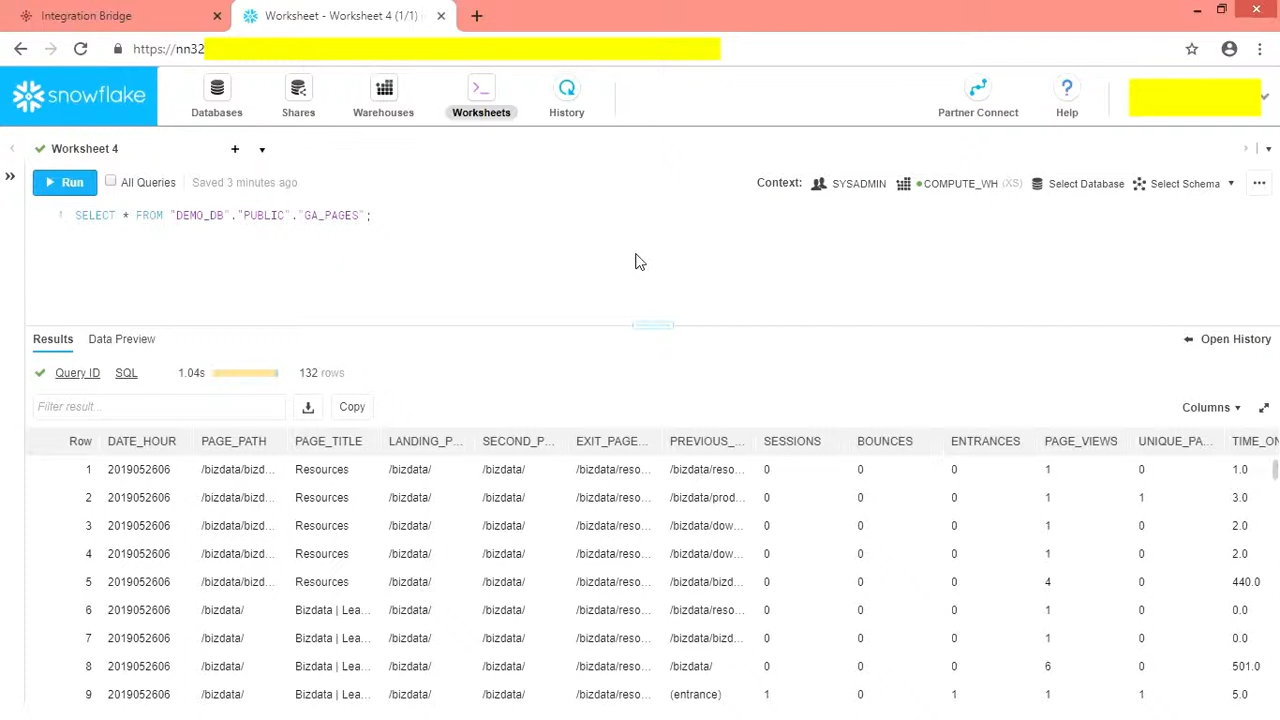 Integration Bridge
Worksheet - Worksheet 4 (1/1)
https://nn32
snowflake
Databases
Shares
Warehouses
Worksheets
History
Partner Connect
Help
Worksheet 4
Run
All Queries
Saved 3 minutes ago
Context:
SYSADMIN
COMPUTE_WH (XS)
Select Database
Select Schema
SELECT * FROM "DEMO_DB"."PUBLIC"."GA_PAGES";
Results
Data Preview
Open History
Query ID
SQL
1.04s
132 rows
Filter result...
Copy
Columns
Row DATE_HOUR PAGE_PATH PAGE_TITLE LANDING_P... SECOND_P... EXIT_PAGE... PREVIOUS_... SESSIONS BOUNCES ENTRANCES PAGE_VIEWS UNIQUE_PA... TIME_ON
1 2019052606 /bizdata/bizd... Resources /bizdata/ /bizdata/ /bizdata/reso... /bizdata/reso... 0 0 0 1 0 1.0
2 2019052606 /bizdata/bizd... Resources /bizdata/ /bizdata/ /bizdata/reso... /bizdata/prod... 0 0 0 1 1 3.0
3 2019052606 /bizdata/bizd... Resources /bizdata/ /bizdata/ /bizdata/reso... /bizdata/dow... 0 0 0 1 0 2.0
4 2019052606 /bizdata/bizd... Resources /bizdata/ /bizdata/ /bizdata/reso... /bizdata/dow... 0 0 0 1 0 2.0
5 2019052606 /bizdata/bizd... Resources /bizdata/ /bizdata/ /bizdata/reso... /bizdata/bizd... 0 0 0 4 0 440.0
6 2019052606 /bizdata/ Bizdata | Lea... /bizdata/ /bizdata/ /bizdata/reso... /bizdata/reso... 0 0 0 1 0 0.0
7 2019052606 /bizdata/ Bizdata | Lea... /bizdata/ /bizdata/ /bizdata/reso... /bizdata/bizd... 0 0 0 1 0 0.0
8 2019052606 /bizdata/ Bizdata | Lea... /bizdata/ /bizdata/ /bizdata/reso... /bizdata/ 0 0 0 6 0 501.0
9 2019052606 /bizdata/ Bizdata | Lea... /bizdata/ /bizdata/ /bizdata/reso... (entrance) 1 0 1 1 1 5.0